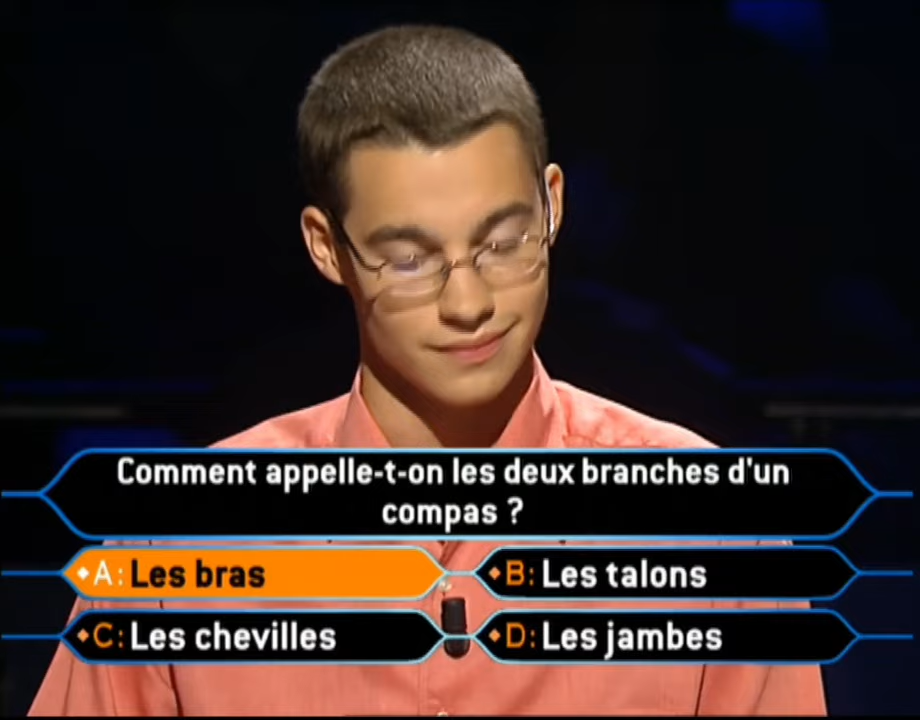 Comment appelle-t-on les deux branches d'un
compas ?
A: Les bras
B: Les talons
C: Les chevilles
D: Les jambes